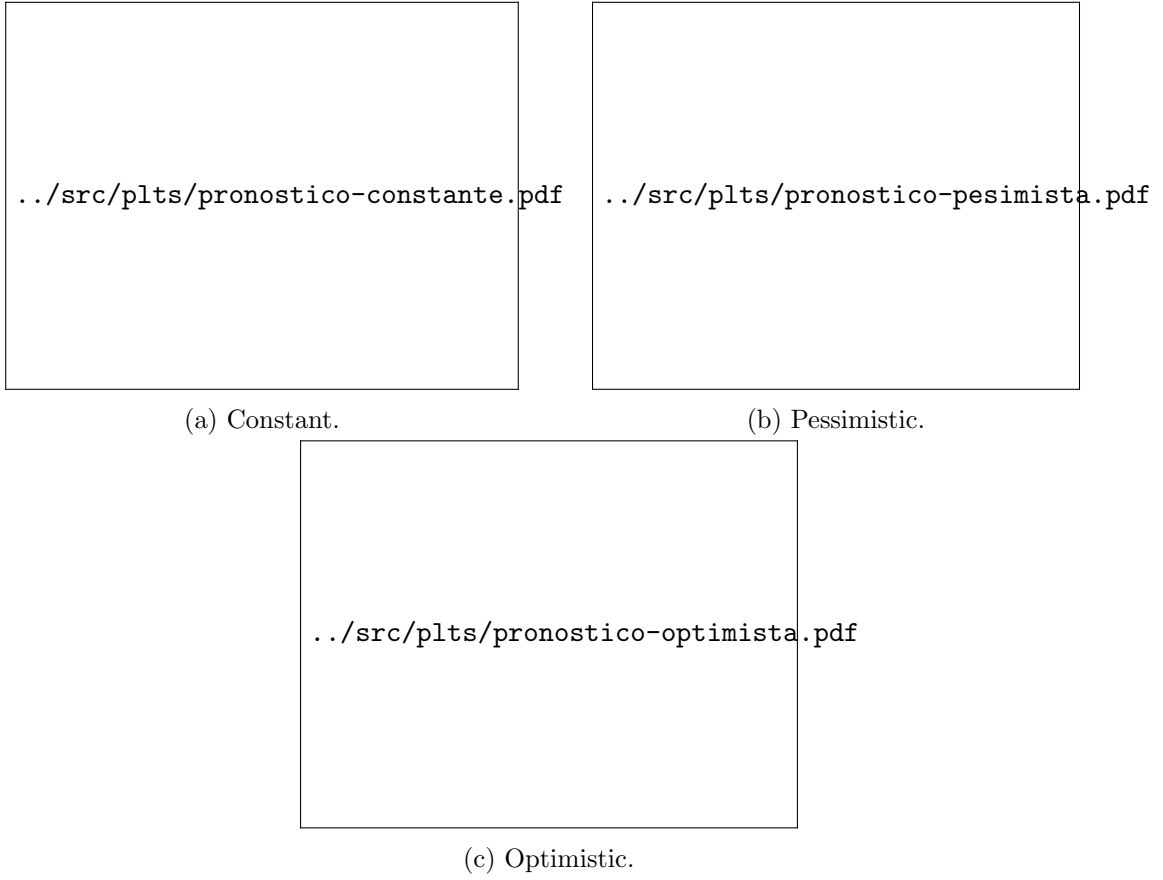 ../src/plts/pronostico-constante.pdf
../src/plts/pronostico-pesimista.pdf
(a) Constant.
(b) Pessimistic.
../src/plts/pronostico-optimista.pdf
(c) Optimistic.